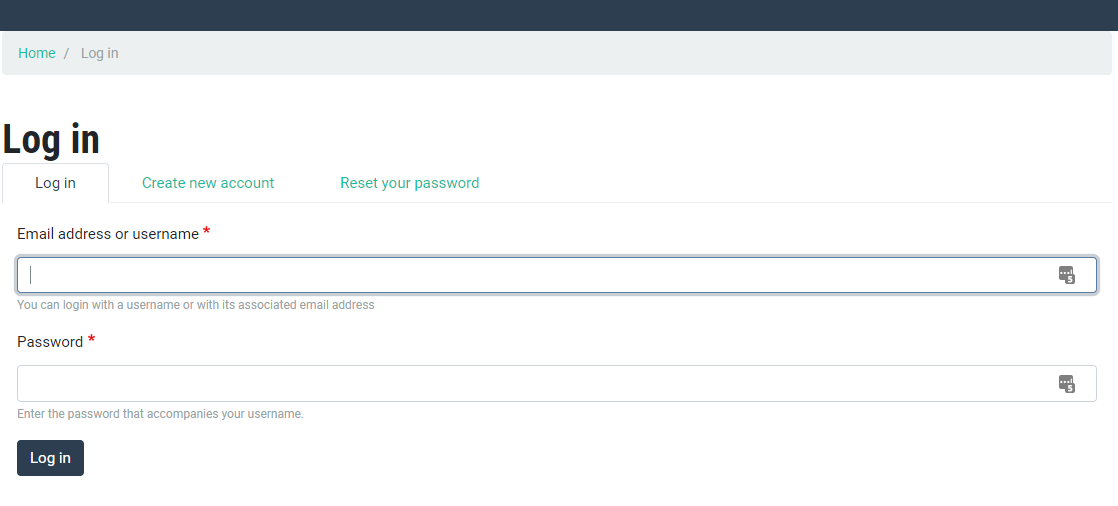 Home / Log in
Log in
Log in Create new account Reset your password
Email address or username *
5
You can login with a username or with its associated email address
Password *
5
Enter the password that accompanies your username.
Log in